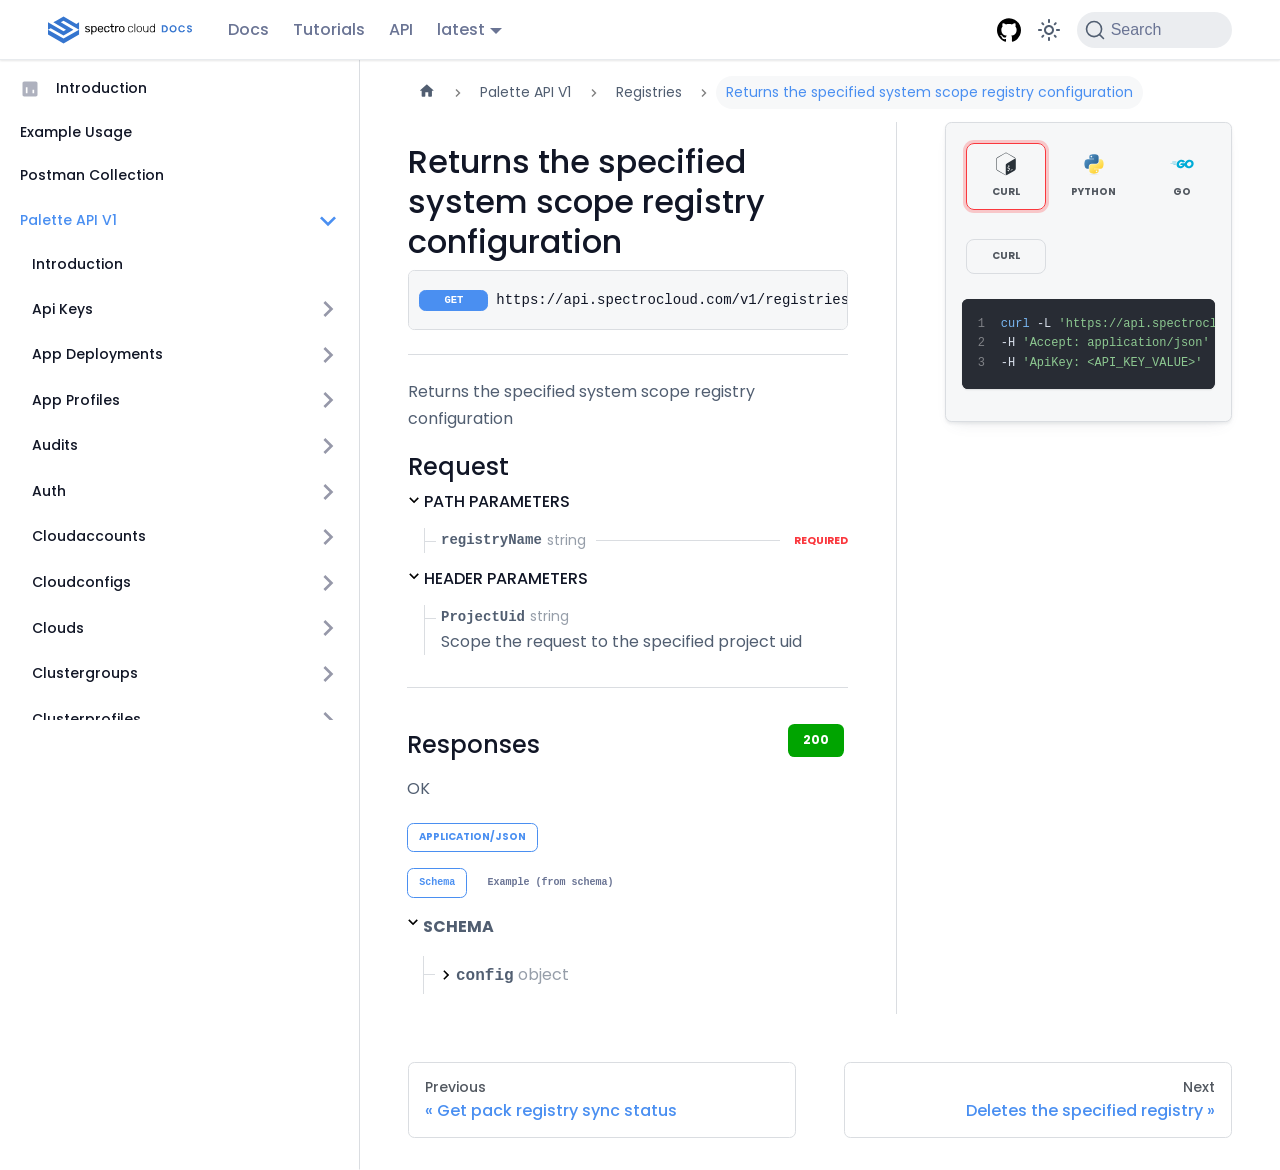 spectro cloud DOCS
Docs
Tutorials
API
latest
Search
Introduction
Example Usage
Postman Collection
Palette API V1
Introduction
Api Keys
App Deployments
App Profiles
Audits
Auth
Cloudaccounts
Cloudconfigs
Clouds
Clustergroups
Clusterprofiles
Palette API V1
Registries
Returns the specified system scope registry configuration
Returns the specified
system scope registry
configuration
GET https://api.spectrocloud.com/v1/registries
Returns the specified system scope registry
configuration
Request
PATH PARAMETERS
registryName string REQUIRED
HEADER PARAMETERS
ProjectUid string
Scope the request to the specified project uid
Responses
200
OK
APPLICATION/JSON
Schema
Example (from schema)
SCHEMA
config object
CURL
PYTHON
GO
CURL
1 curl -L 'https://api.spectrocl
2 -H 'Accept: application/json'
3 -H 'ApiKey: <API_KEY_VALUE>'
Previous
« Get pack registry sync status
Next
Deletes the specified registry »